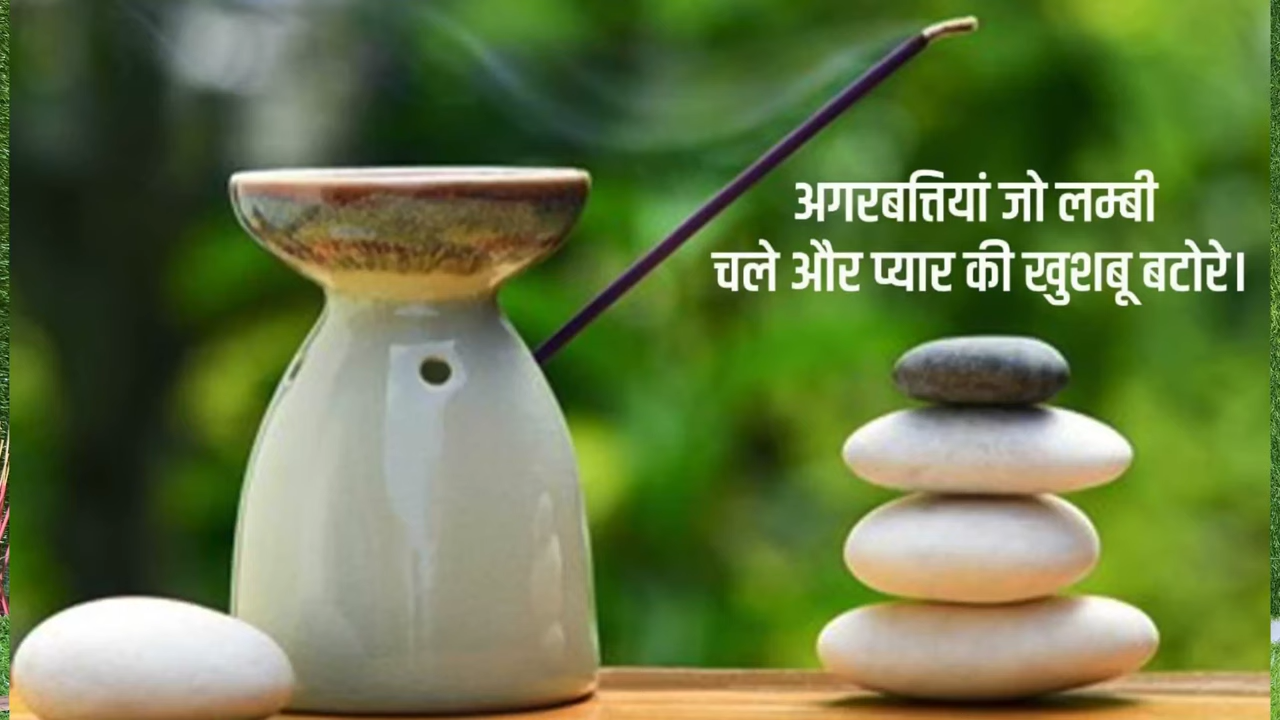 अगरबत्तियां जो लम्बी
चले और प्यार की खुशबू बटोरे।